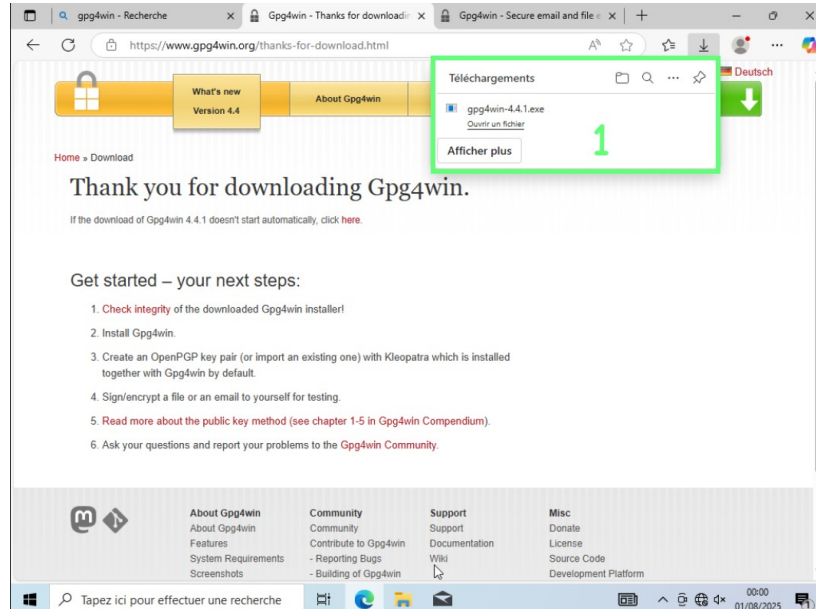 gpg4win - Recherche
Gpg4win - Thanks for downloadin
Gpg4win - Secure email and file e
https://www.gpg4win.org/thanks-for-download.html
Téléchargements
gpg4win-4.4.1.exe
Ouvrir un fichier
Afficher plus
1
Deutsch
What's new
Version 4.4
About Gpg4win
Home » Download
Thank you for downloading Gpg4win.
If the download of Gpg4win 4.4.1 doesn't start automatically, click here.
Get started – your next steps:
1. Check integrity of the downloaded Gpg4win installer!
2. Install Gpg4win.
3. Create an OpenPGP key pair (or import an existing one) with Kleopatra which is installed
together with Gpg4win by default.
4. Sign/encrypt a file or an email to yourself for testing.
5. Read more about the public key method (see chapter 1-5 in Gpg4win Compendium).
6. Ask your questions and report your problems to the Gpg4win Community.
About Gpg4win
About Gpg4win
Features
System Requirements
Screenshots
Community
Community
Contribute to Gpg4win
- Reporting Bugs
- Building of Gpg4win
Support
Support
Documentation
Wiki
Misc
Donate
License
Source Code
Development Platform
Tapez ici pour effectuer une recherche
00:00
01/08/2025
1